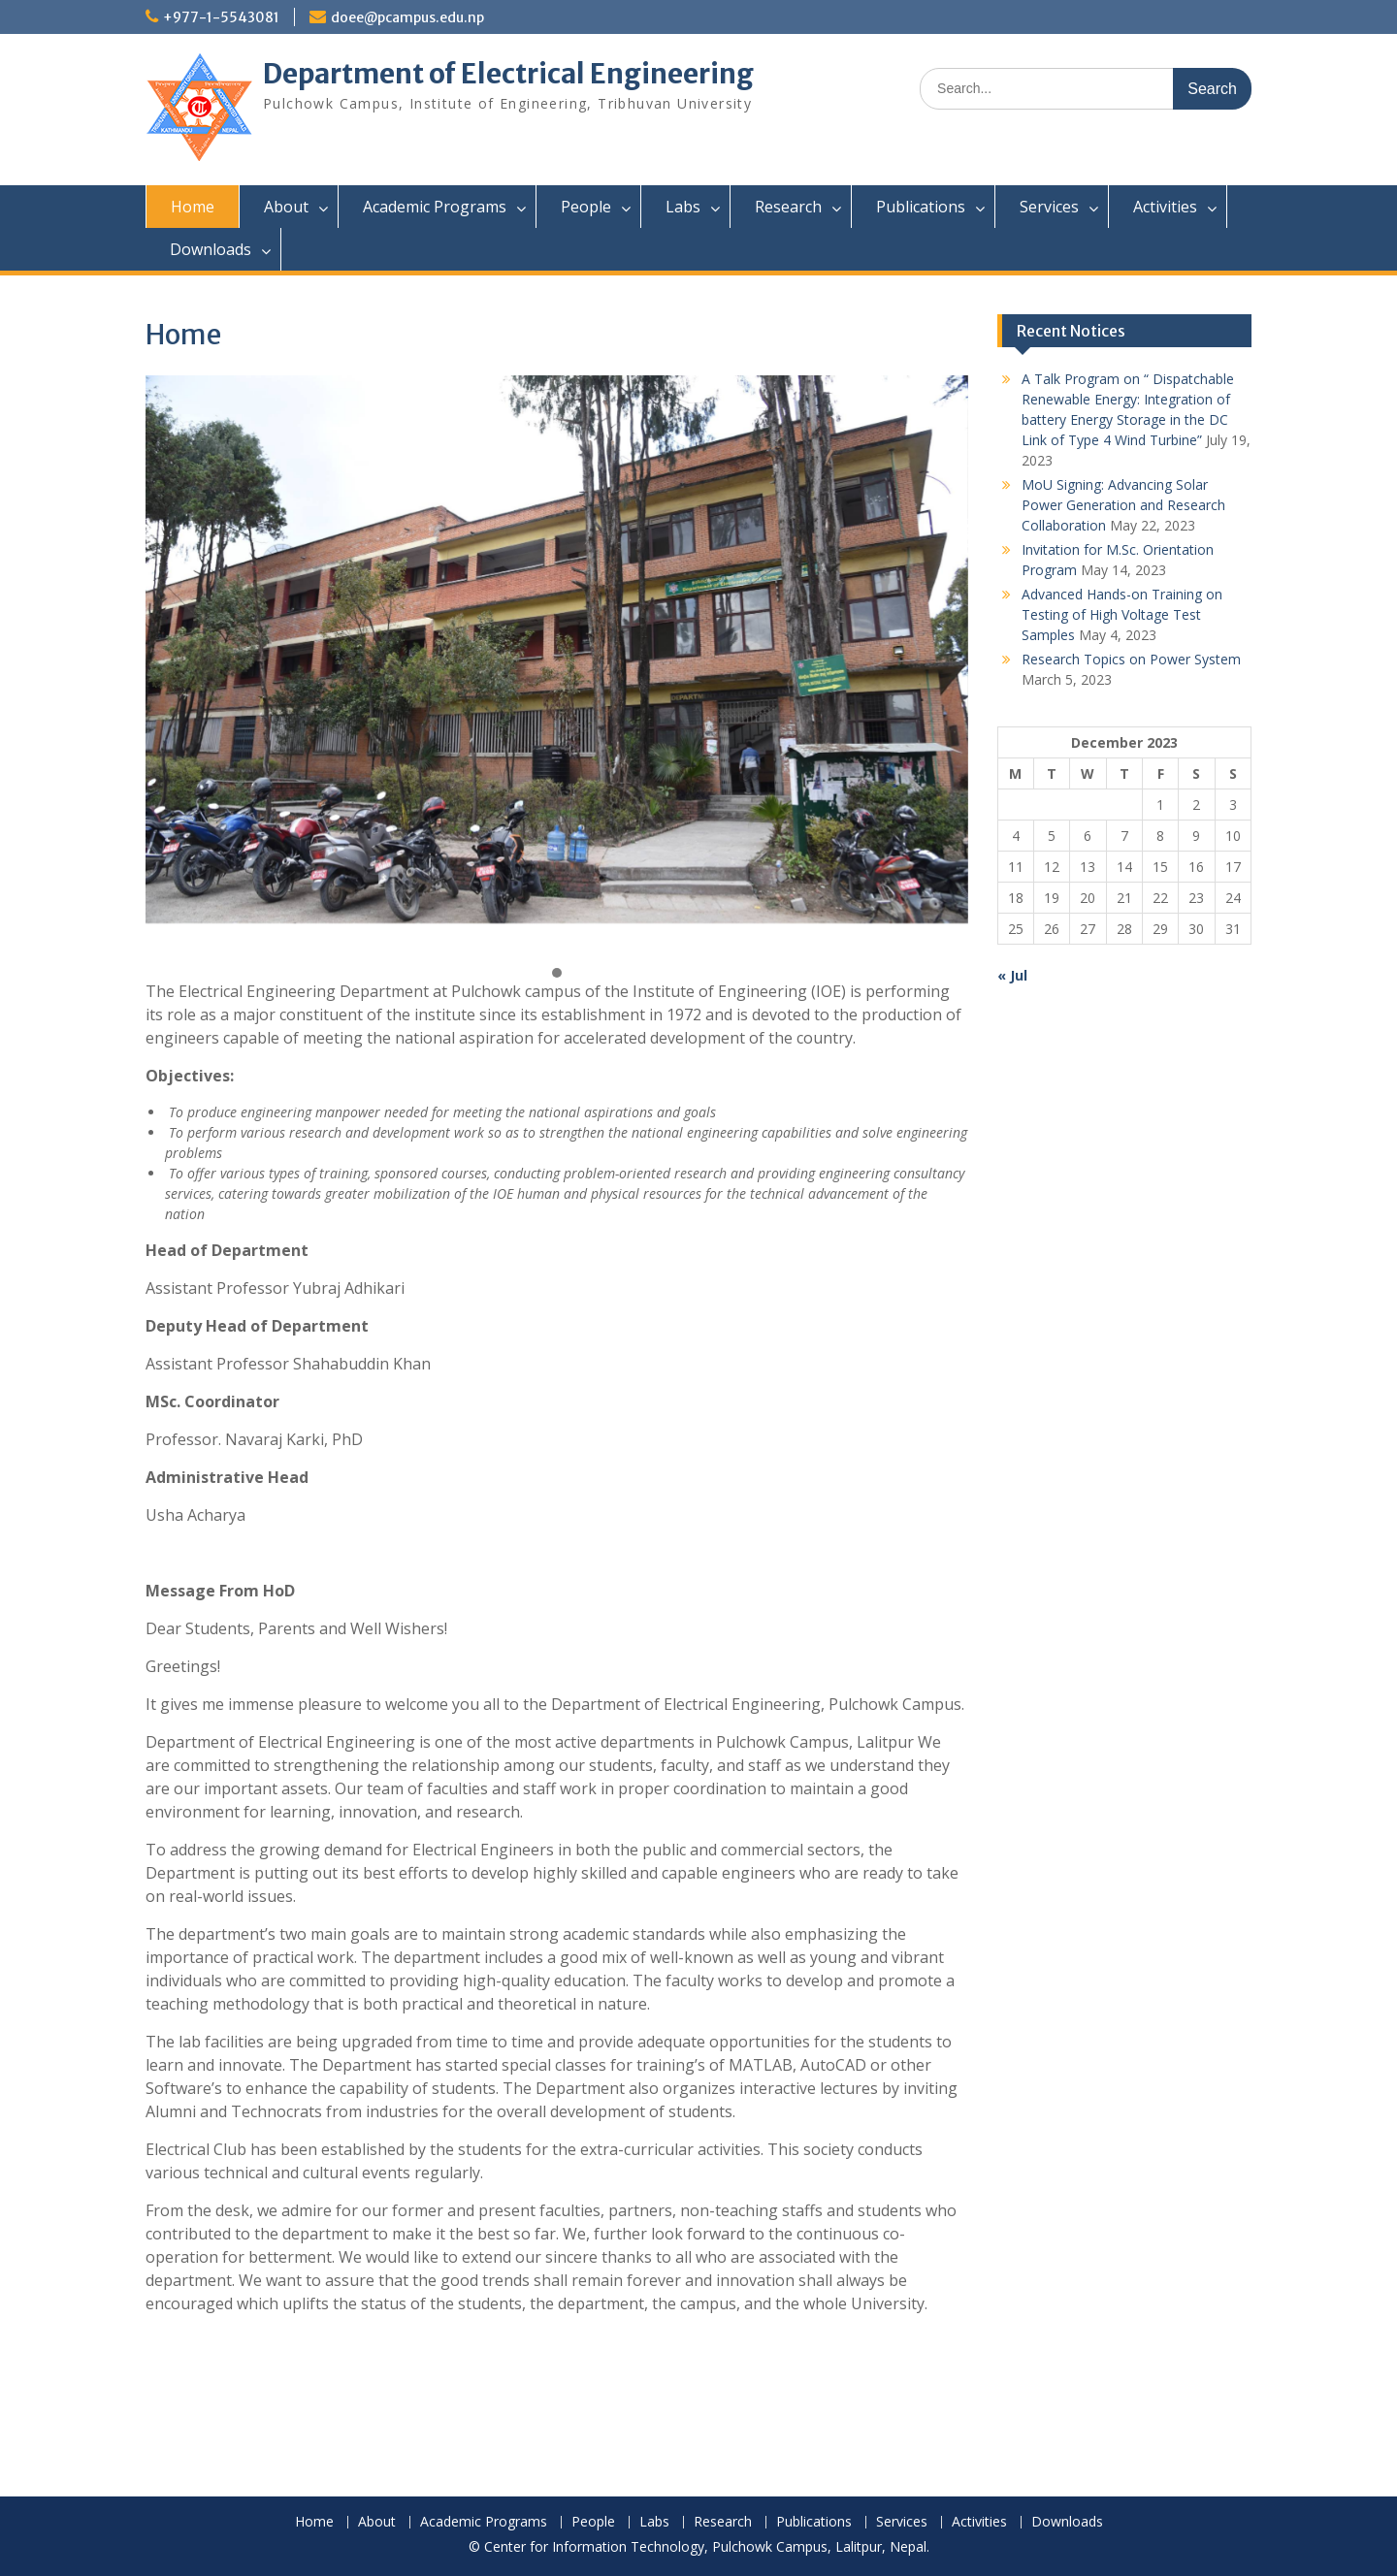 +977-1-5543081
doee@pcampus.edu.np
Department of Electrical Engineering
Pulchowk Campus, Institute of Engineering, Tribhuvan University
Search...
Search
KATHMANDU
NEPAL
Home
About
Academic Programs
People
Labs
Research
Publications
Services
Activities
Downloads
Home
DEPARTMENT
The Electrical Engineering Department at Pulchowk campus of the Institute of Engineering (IOE) is performing
its role as a major constituent of the institute since its establishment in 1972 and is devoted to the production of
engineers capable of meeting the national aspiration for accelerated development of the country.
Objectives:
To produce engineering manpower needed for meeting the national aspirations and goals
To perform various research and development work so as to strengthen the national engineering capabilities and solve engineering
problems
To offer various types of training, sponsored courses, conducting problem-oriented research and providing engineering consultancy
services, catering towards greater mobilization of the IOE human and physical resources for the technical advancement of the
nation
Head of Department
Assistant Professor Yubraj Adhikari
Deputy Head of Department
Assistant Professor Shahabuddin Khan
MSc. Coordinator
Professor. Navaraj Karki, PhD
Administrative Head
Usha Acharya
Message From HoD
Dear Students, Parents and Well Wishers!
Greetings!
It gives me immense pleasure to welcome you all to the Department of Electrical Engineering, Pulchowk Campus.
Department of Electrical Engineering is one of the most active departments in Pulchowk Campus, Lalitpur We
are committed to strengthening the relationship among our students, faculty, and staff as we understand they
are our important assets. Our team of faculties and staff work in proper coordination to maintain a good
environment for learning, innovation, and research.
To address the growing demand for Electrical Engineers in both the public and commercial sectors, the
Department is putting out its best efforts to develop highly skilled and capable engineers who are ready to take
on real-world issues.
The department’s two main goals are to maintain strong academic standards while also emphasizing the
importance of practical work. The department includes a good mix of well-known as well as young and vibrant
individuals who are committed to providing high-quality education. The faculty works to develop and promote a
teaching methodology that is both practical and theoretical in nature.
The lab facilities are being upgraded from time to time and provide adequate opportunities for the students to
learn and innovate. The Department has started special classes for training’s of MATLAB, AutoCAD or other
Software’s to enhance the capability of students. The Department also organizes interactive lectures by inviting
Alumni and Technocrats from industries for the overall development of students.
Electrical Club has been established by the students for the extra-curricular activities. This society conducts
various technical and cultural events regularly.
From the desk, we admire for our former and present faculties, partners, non-teaching staffs and students who
contributed to the department to make it the best so far. We, further look forward to the continuous co-
operation for betterment. We would like to extend our sincere thanks to all who are associated with the
department. We want to assure that the good trends shall remain forever and innovation shall always be
encouraged which uplifts the status of the students, the department, the campus, and the whole University.
Recent Notices
A Talk Program on “ Dispatchable
Renewable Energy: Integration of
battery Energy Storage in the DC
Link of Type 4 Wind Turbine” July 19,
2023
MoU Signing: Advancing Solar
Power Generation and Research
Collaboration May 22, 2023
Invitation for M.Sc. Orientation
Program May 14, 2023
Advanced Hands-on Training on
Testing of High Voltage Test
Samples May 4, 2023
Research Topics on Power System
March 5, 2023
December 2023
M T W T F S S
1 2 3
4 5 6 7 8 9 10
11 12 13 14 15 16 17
18 19 20 21 22 23 24
25 26 27 28 29 30 31
« Jul
Home | About | Academic Programs | People | Labs | Research | Publications | Services | Activities | Downloads
© Center for Information Technology, Pulchowk Campus, Lalitpur, Nepal.